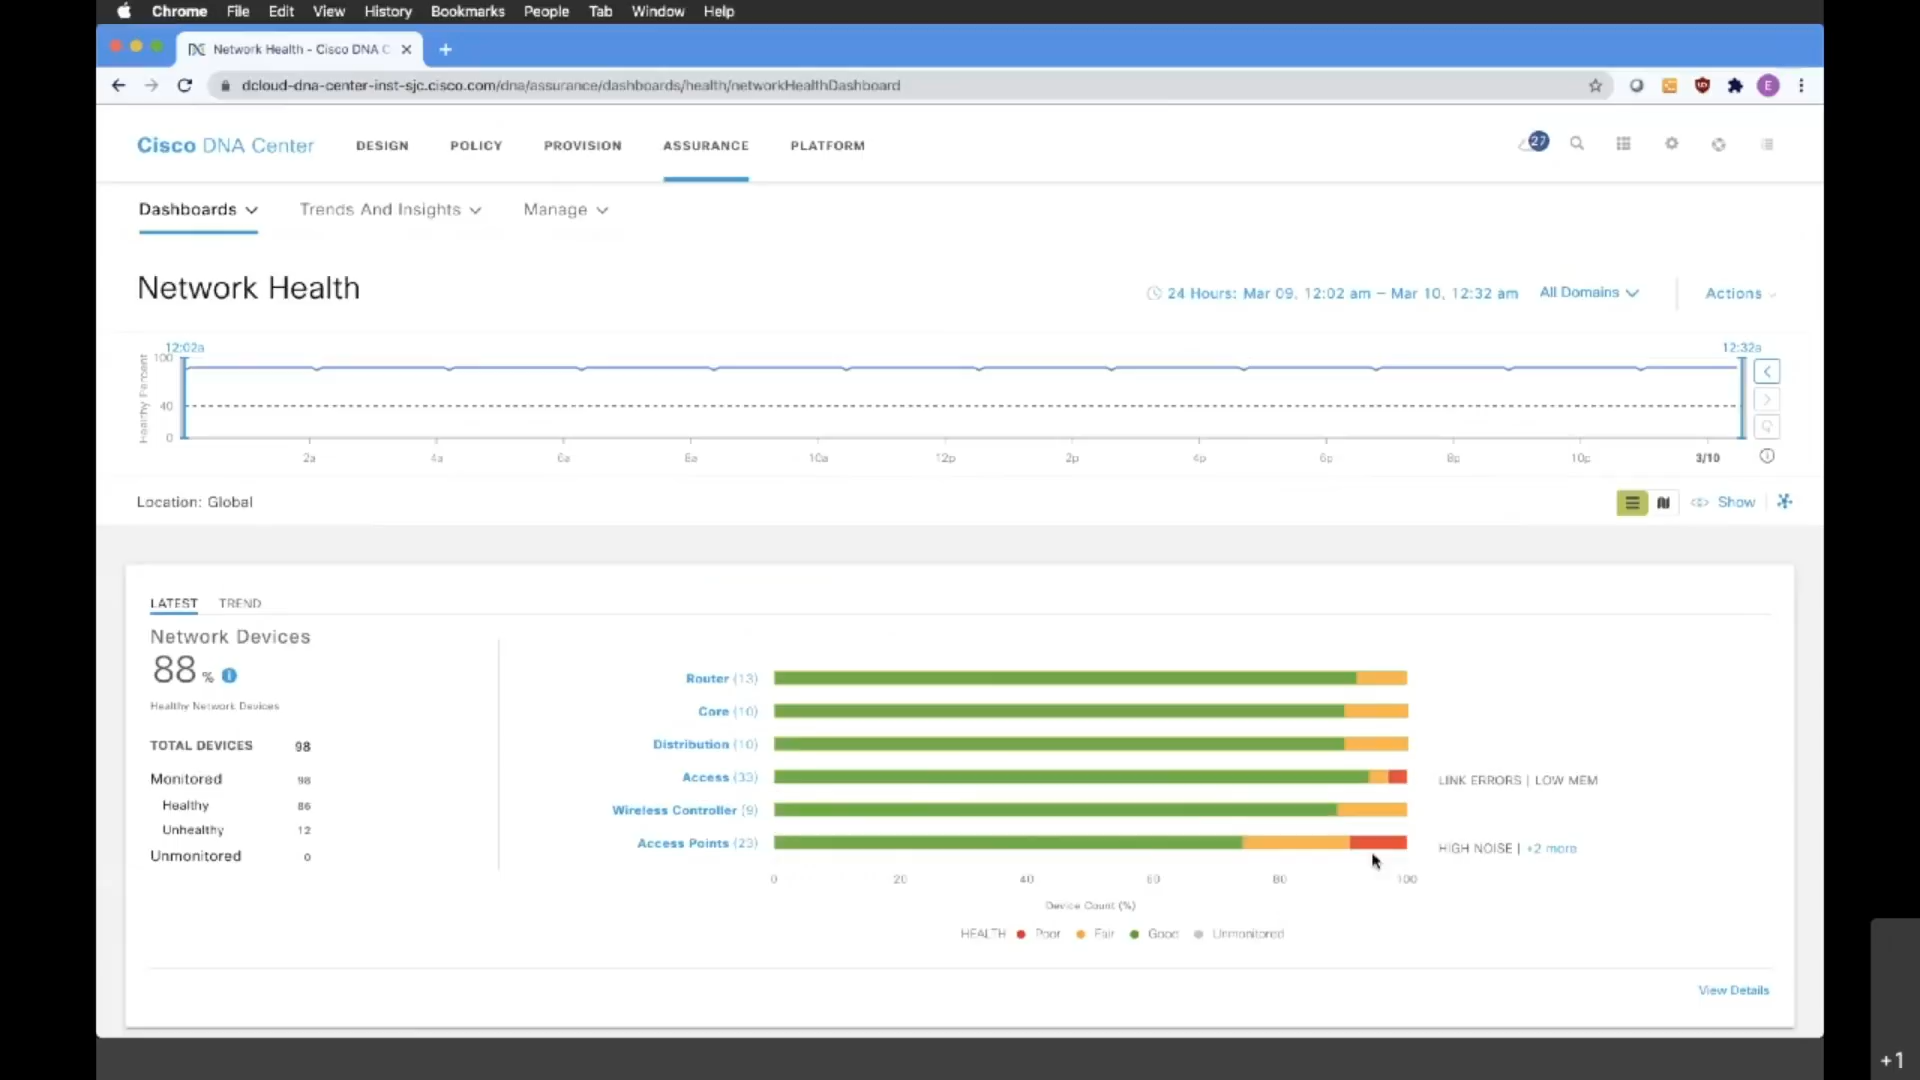 Chrome File Edit View History Bookmarks People Tab Window Help
Network Health - Cisco DNA C
dcloud-dna-center-inst-sjc.cisco.com/dna/assurance/dashboards/health/networkHealthDashboard
E
Cisco DNA Center DESIGN POLICY PROVISION ASSURANCE PLATFORM 27
Dashboards Trends And Insights Manage
Network Health
24 Hours: Mar 09, 12:02 am – Mar 10, 12:32 am All Domains Actions
12:02a 12:32a
Healthy Percent
100
40
0
2a 4a 6a 8a 10a 12p 2p 4p 6p 8p 10p 3/10
Location: Global Show
LATEST TREND
Network Devices
88 %
Healthy Network Devices
TOTAL DEVICES 98
Monitored 98
Healthy 86
Unhealthy 12
Unmonitored 0
Router (13)
Core (10)
Distribution (10)
Access (33) LINK ERRORS | LOW MEM
Wireless Controller (9)
Access Points (23) HIGH NOISE | +2 more
0 20 40 60 80 100
Device Count (%)
HEALTH Poor Fair Good Unmonitored
View Details
+1